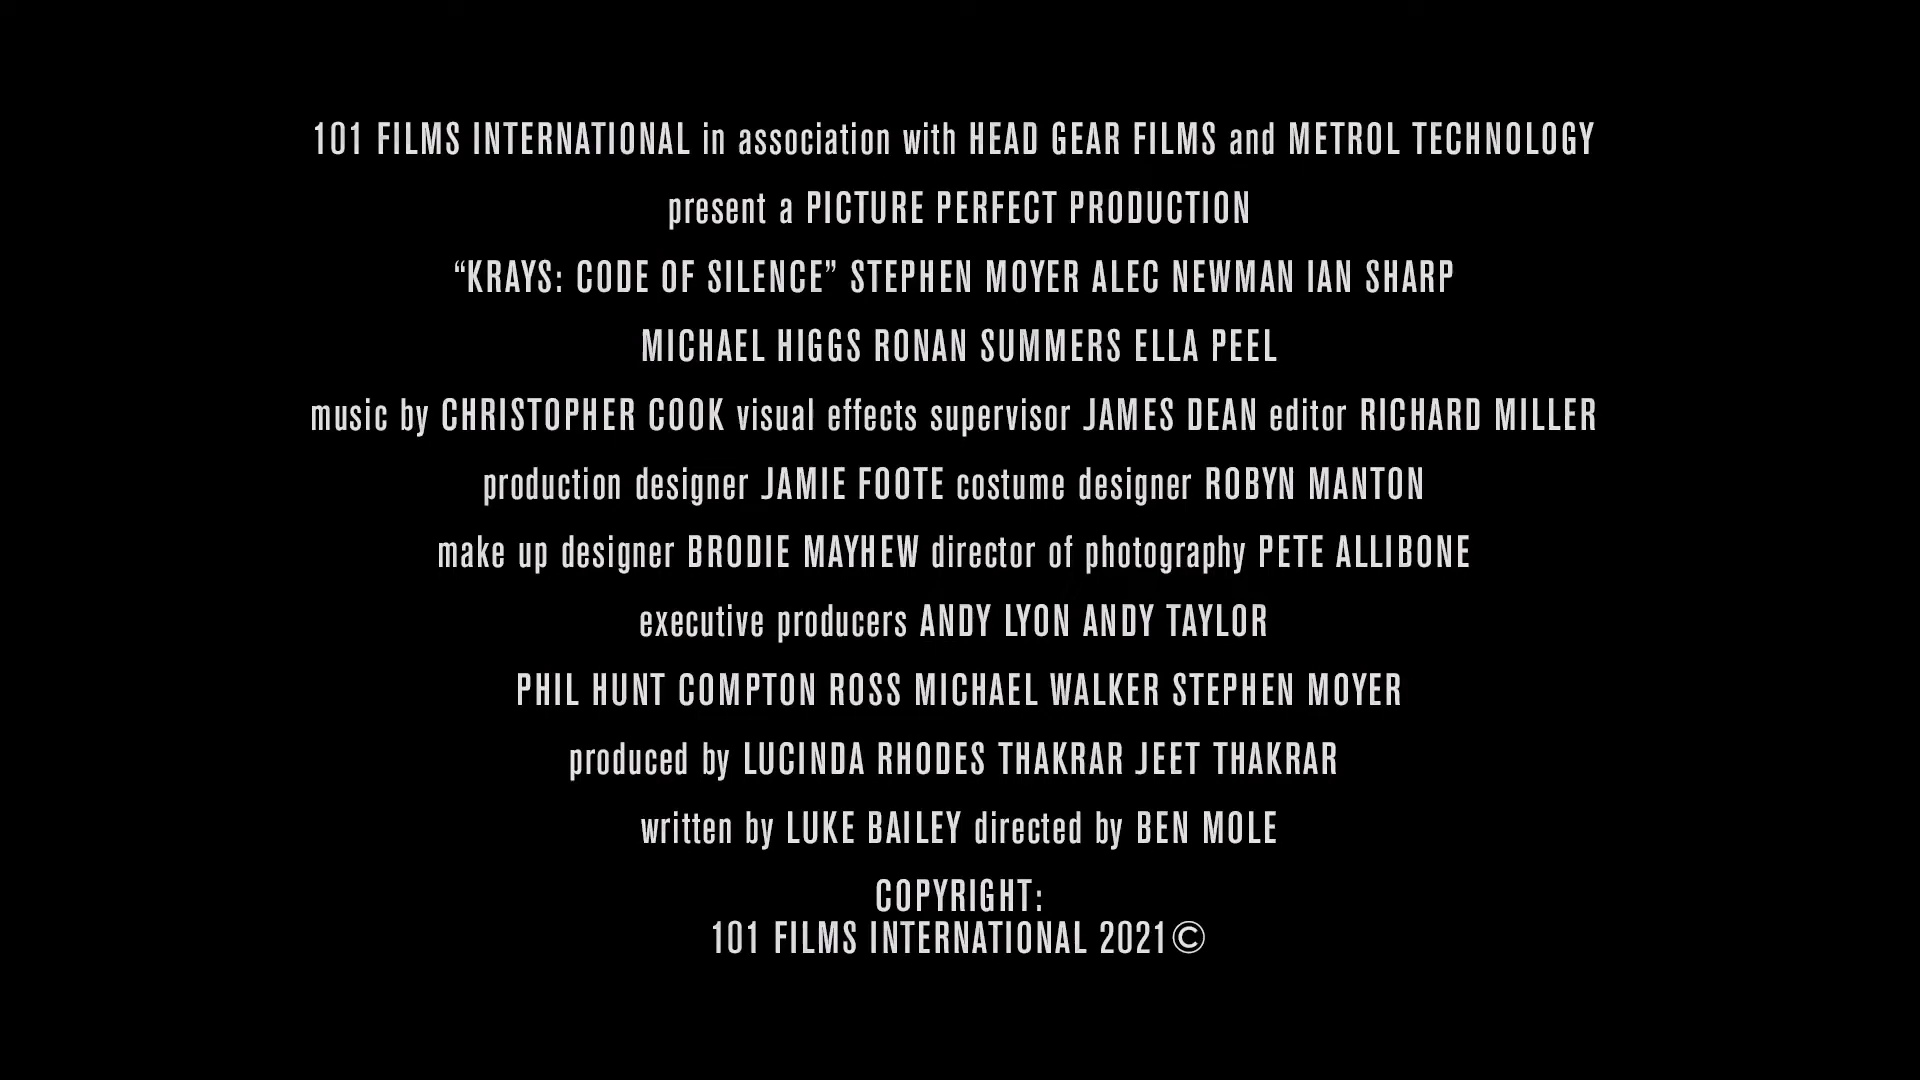 101 FILMS INTERNATIONAL in association with HEAD GEAR FILMS and METROL TECHNOLOGY
present a PICTURE PERFECT PRODUCTION
“KRAYS: CODE OF SILENCE” STEPHEN MOYER ALEC NEWMAN IAN SHARP
MICHAEL HIGGS RONAN SUMMERS ELLA PEEL
music by CHRISTOPHER COOK visual effects supervisor JAMES DEAN editor RICHARD MILLER
production designer JAMIE FOOTE costume designer ROBYN MANTON
make up designer BRODIE MAYHEW director of photography PETE ALLIBONE
executive producers ANDY LYON ANDY TAYLOR
PHIL HUNT COMPTON ROSS MICHAEL WALKER STEPHEN MOYER
produced by LUCINDA RHODES THAKRAR JEET THAKRAR
written by LUKE BAILEY directed by BEN MOLE
COPYRIGHT:
101 FILMS INTERNATIONAL 2021©